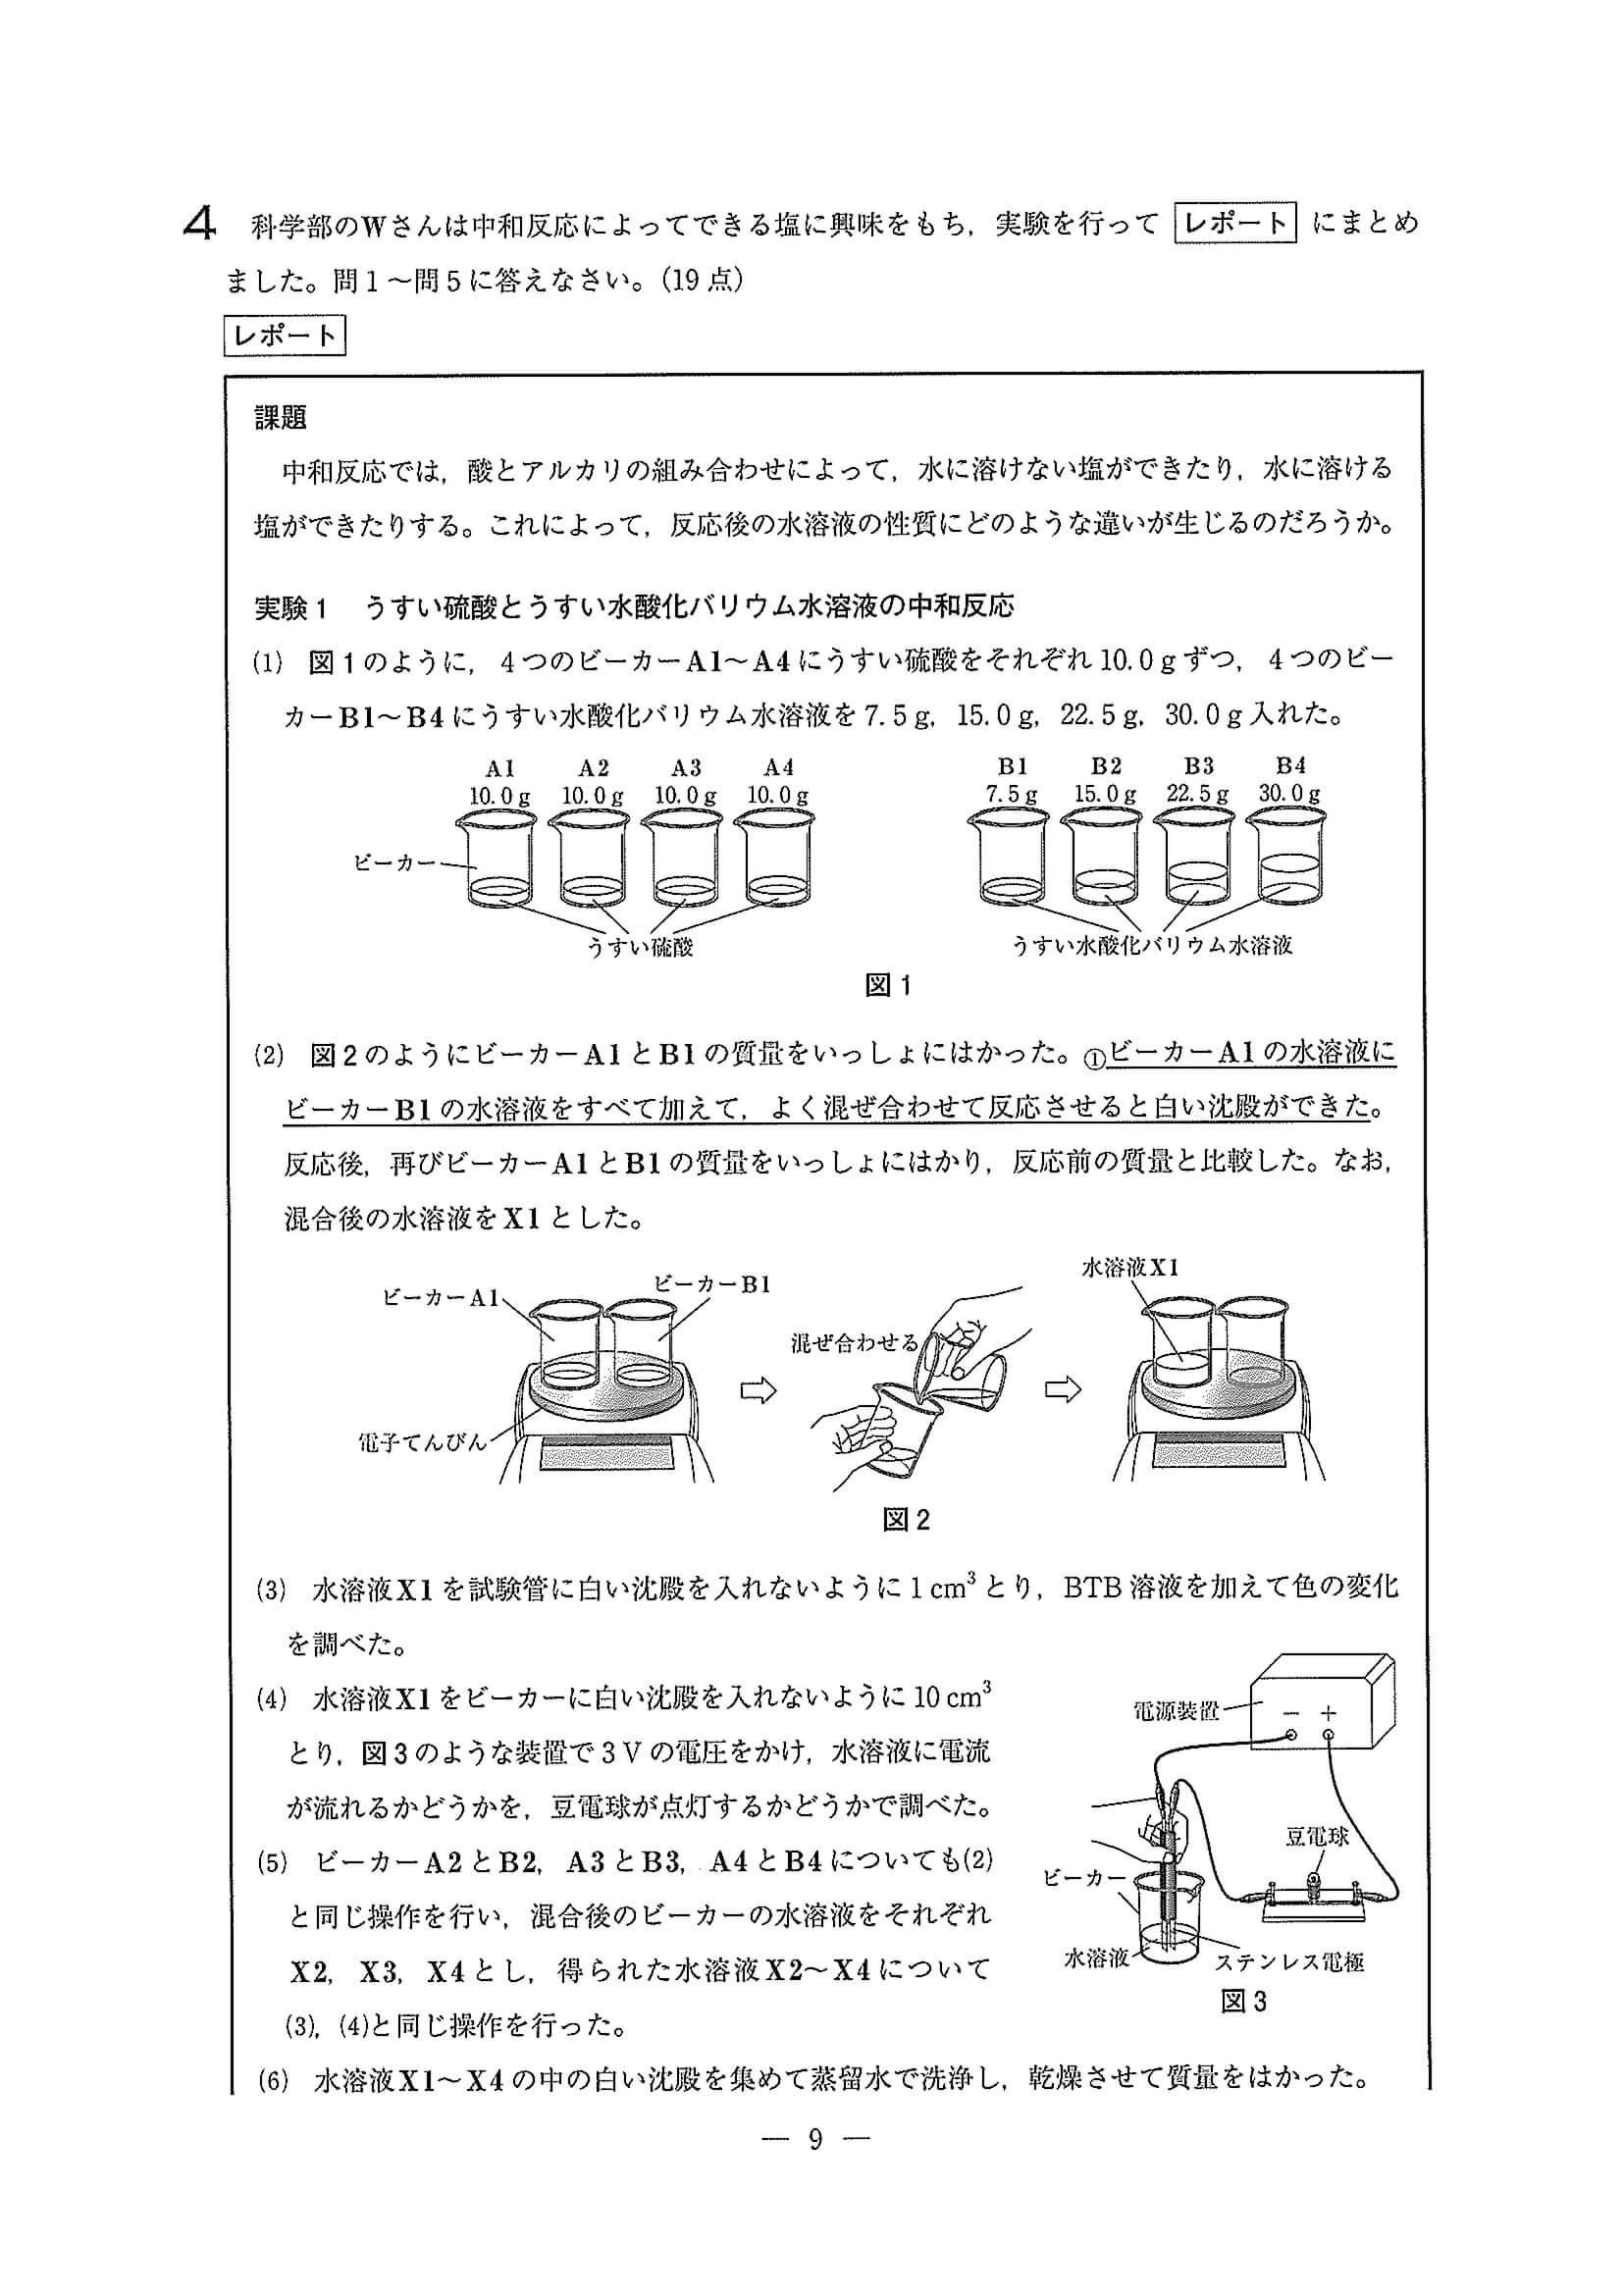 4 科学部のWさんは中和反応によってできる塩に興味をもち，実験を行って レポート にまとめ
ました。問1～問5に答えなさい。（19点）
レポート
課題
中和反応では，酸とアルカリの組み合わせによって，水に溶けない塩ができたり，水に溶ける
塩ができたりする。これによって，反応後の水溶液の性質にどのような違いが生じるのだろうか。
実験1 うすい硫酸とうすい水酸化バリウム水溶液の中和反応
(1) 図1のように，4つのビーカーA1～A4にうすい硫酸をそれぞれ10.0gずつ，4つのビー
カーB1～B4にうすい水酸化バリウム水溶液を7.5g，15.0g，22.5g，30.0g入れた。
A1 A2 A3 A4 B1 B2 B3 B4
10.0g 10.0g 10.0g 10.0g 7.5g 15.0g 22.5g 30.0g
ビーカー
うすい硫酸 うすい水酸化バリウム水溶液
図1
(2) 図2のようにビーカーA1とB1の質量をいっしょにはかった。①ビーカーA1の水溶液に
ビーカーB1の水溶液をすべて加えて，よく混ぜ合わせて反応させると白い沈殿ができた。
反応後，再びビーカーA1とB1の質量をいっしょにはかり，反応前の質量と比較した。なお，
混合後の水溶液をX1とした。
ビーカーA1 ビーカーB1 水溶液X1
混ぜ合わせる
電子てんびん
図2
(3) 水溶液X1を試験管に白い沈殿を入れないように1cm³とり，BTB溶液を加えて色の変化
を調べた。
(4) 水溶液X1をビーカーに白い沈殿を入れないように10cm³
とり，図3のような装置で3Vの電圧をかけ，水溶液に電流
が流れるかどうかを，豆電球が点灯するかどうかで調べた。
(5) ビーカーA2とB2，A3とB3，A4とB4についても(2)
と同じ操作を行い，混合後のビーカーの水溶液をそれぞれ
X2，X3，X4とし，得られた水溶液X2～X4について
(3)，(4)と同じ操作を行った。
電源装置
－ ＋
豆電球
ビーカー
水溶液 ステンレス電極
図3
(6) 水溶液X1～X4の中の白い沈殿を集めて蒸留水で洗浄し，乾燥させて質量をはかった。
— 9 —